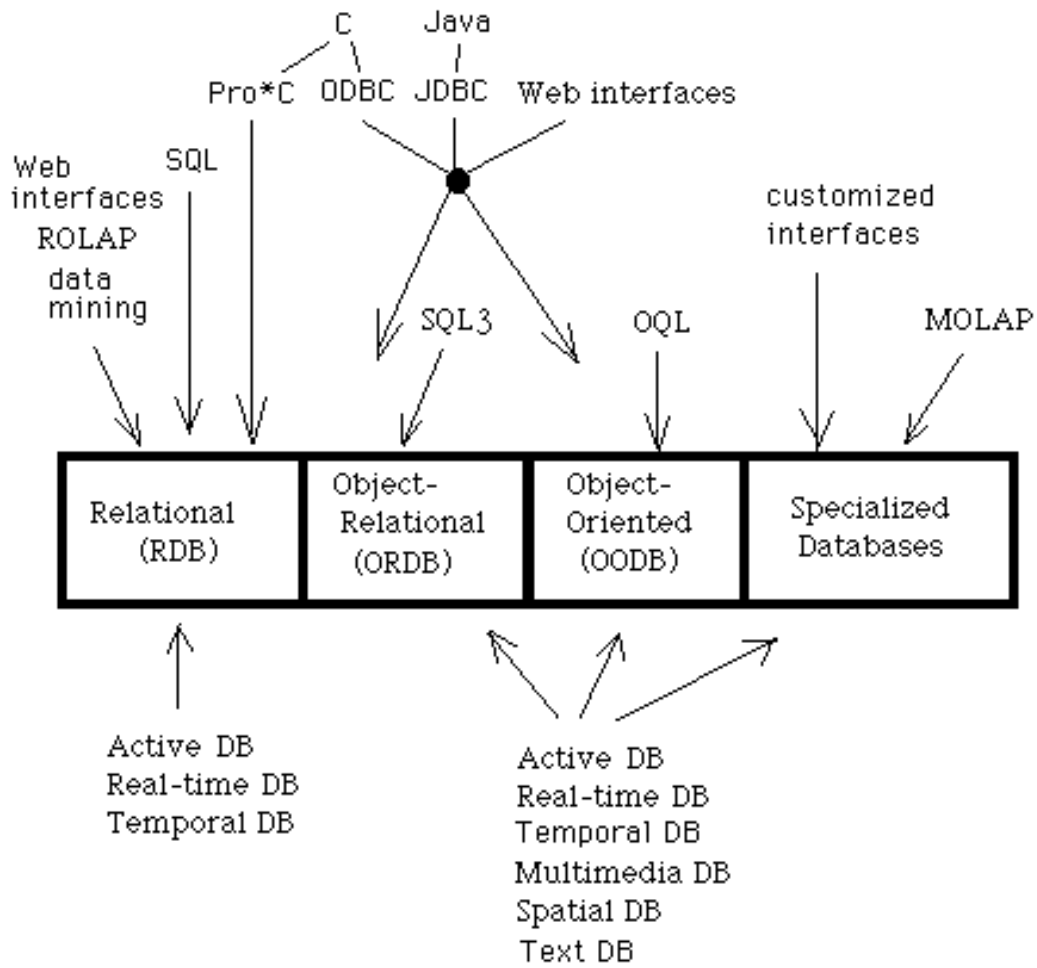 C
Java
Pro*C
ODBC
JDBC
Web interfaces
Web
interfaces
ROLAP
data
mining
SQL
customized
interfaces
SQL3
OQL
MOLAP
Relational
(RDB)
Object-
Relational
(ORDB)
Object-
Oriented
(OODB)
Specialized
Databases
Active DB
Real-time DB
Temporal DB
Active DB
Real-time DB
Temporal DB
Multimedia DB
Spatial DB
Text DB